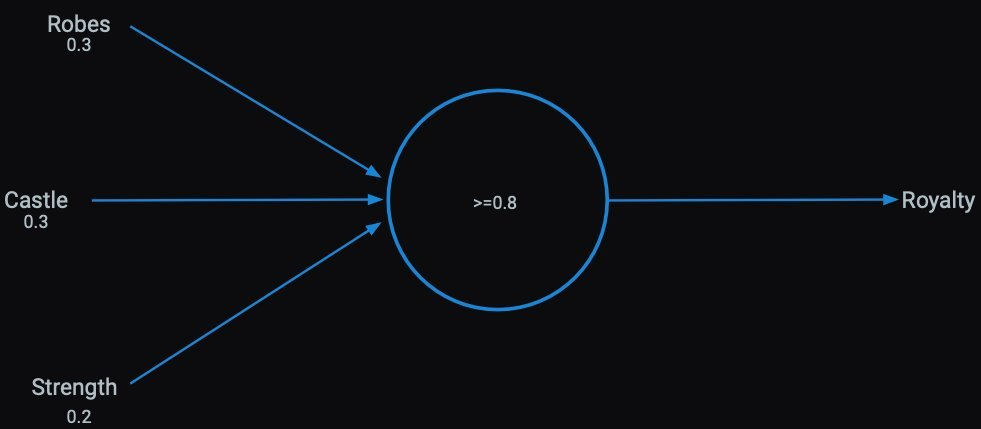 Robes
0.3
Castle
0.3
>=0.8
Royalty
Strength
0.2